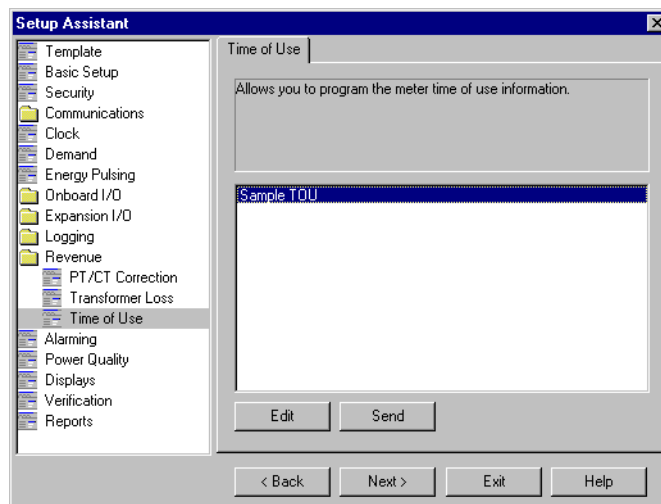 Setup Assistant
Template
Basic Setup
Security
Communications
Clock
Demand
Energy Pulsing
Onboard I/O
Expansion I/O
Logging
Revenue
PT/CT Correction
Transformer Loss
Time of Use
Alarming
Power Quality
Displays
Verification
Reports
Time of Use
Allows you to program the meter time of use information.
Sample TOU
Edit Send
< Back Next > Exit Help